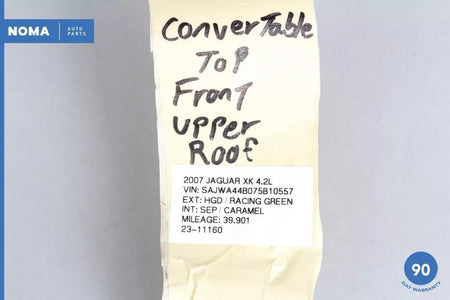 NOMA AUTO
PARTS
ConverTable
Top
FronT
upper
Roof
2007 JAGUAR XK 4.2L
VIN: SAJWA44B075B10557
EXT: HGD / RACING GREEN
INT: SEP / CARAMEL
MILEAGE: 39.901
23-11160
90
DAY WARRANTY